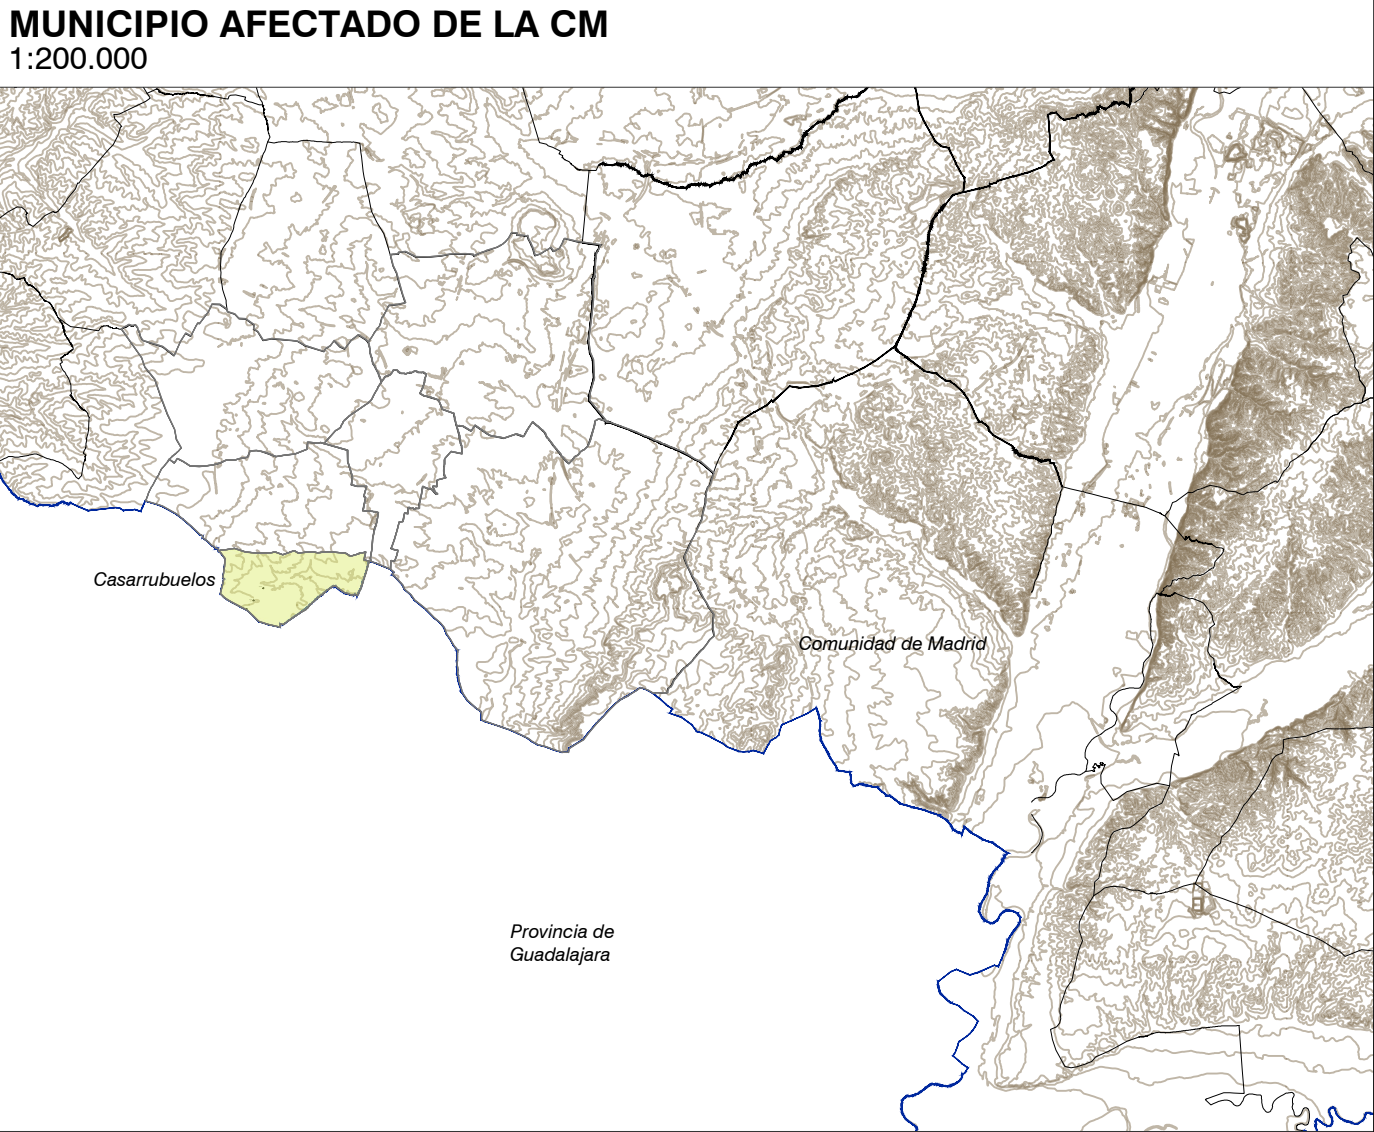 MUNICIPIO AFECTADO DE LA CM
1:200.000
Casarrubuelos
Comunidad de Madrid
Provincia de
Guadalajara